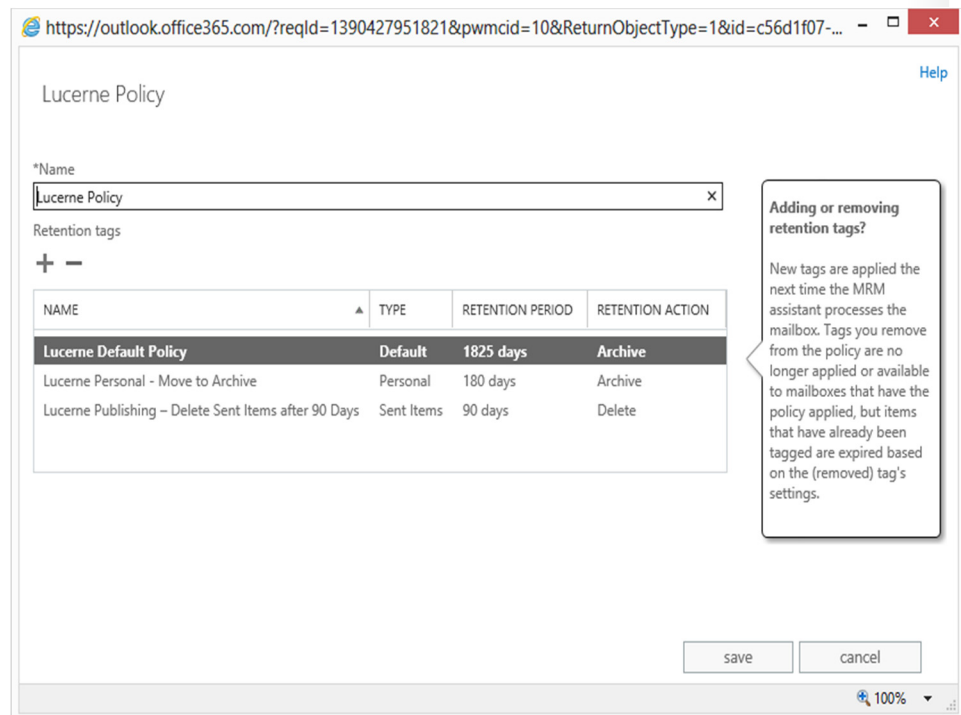 https://outlook.office365.com/?reqId=1390427951821&pwmcid=10&ReturnObjectType=1&id=c56d1f07-...
Help
Lucerne Policy
*Name
Lucerne Policy
Retention tags
NAME TYPE RETENTION PERIOD RETENTION ACTION
Lucerne Default Policy Default 1825 days Archive
Lucerne Personal - Move to Archive Personal 180 days Archive
Lucerne Publishing – Delete Sent Items after 90 Days Sent Items 90 days Delete
Adding or removing
retention tags?
New tags are applied the
next time the MRM
assistant processes the
mailbox. Tags you remove
from the policy are no
longer applied or available
to mailboxes that have the
policy applied, but items
that have already been
tagged are expired based
on the (removed) tag's
settings.
save cancel
100%